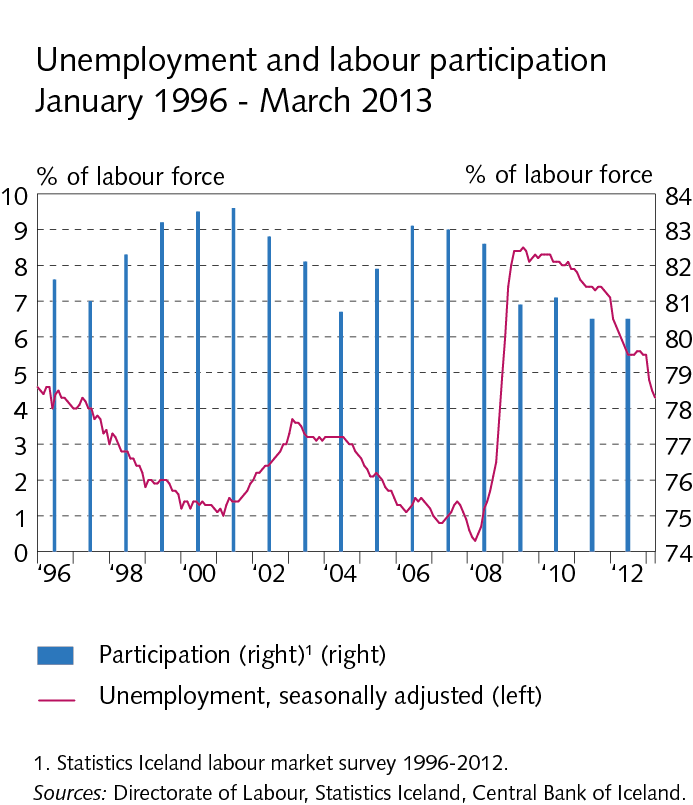 Unemployment and labour participation
January 1996 - March 2013
% of labour force % of labour force
10 84
9 83
8 82
7 81
6 80
5 79
4 78
3 77
2 76
1 75
0 74
‘96 ‘98 ‘00 ‘02 ‘04 ‘06 ‘08 ‘10 ‘12
Participation (right)¹ (right)
Unemployment, seasonally adjusted (left)
1. Statistics Iceland labour market survey 1996-2012.
Sources: Directorate of Labour, Statistics Iceland, Central Bank of Iceland.